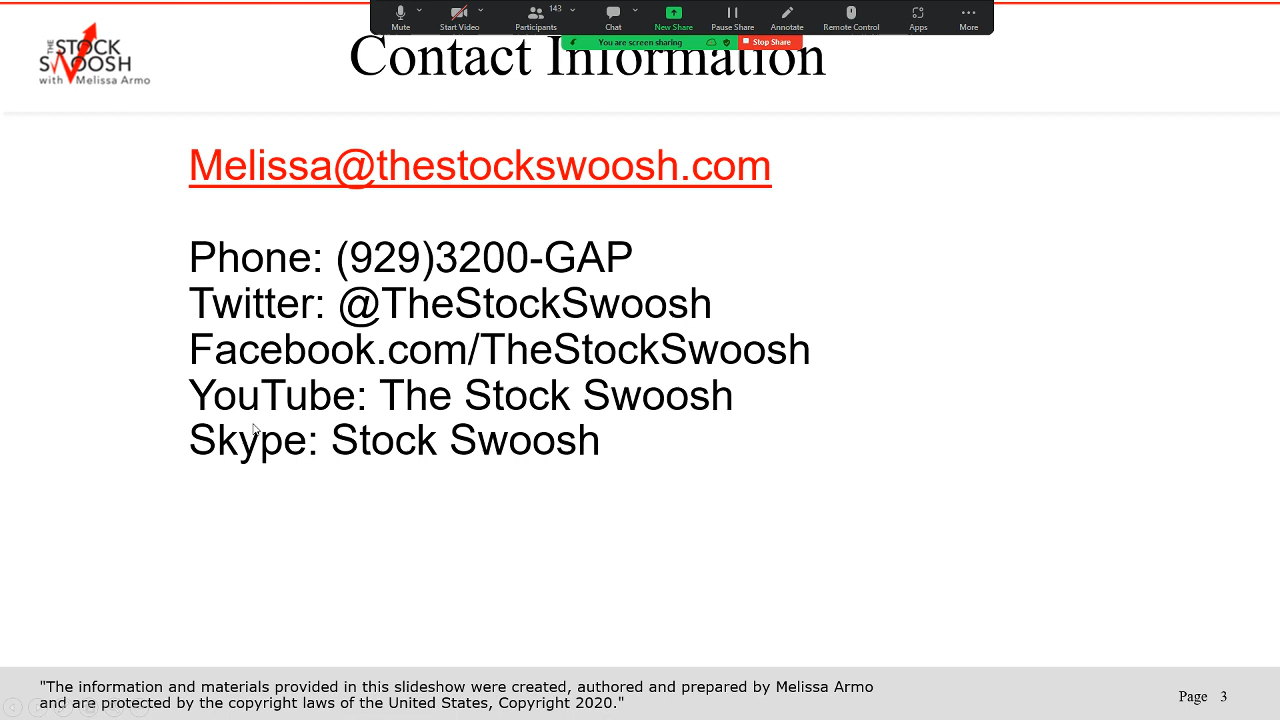 Mute
Start Video
Participants
143
Chat
New Share
Pause Share
Annotate
Remote Control
Apps
More
You are screen sharing
Stop Share
THE STOCK
SWOOSH
with Melissa Armo
Contact Information
Melissa@thestockswoosh.com
Phone: (929)3200-GAP
Twitter: @TheStockSwoosh
Facebook.com/TheStockSwoosh
YouTube: The Stock Swoosh
Skype: Stock Swoosh
"The information and materials provided in this slideshow were created, authored and prepared by Melissa Armo
and are protected by the copyright laws of the United States, Copyright 2020."
Page 3